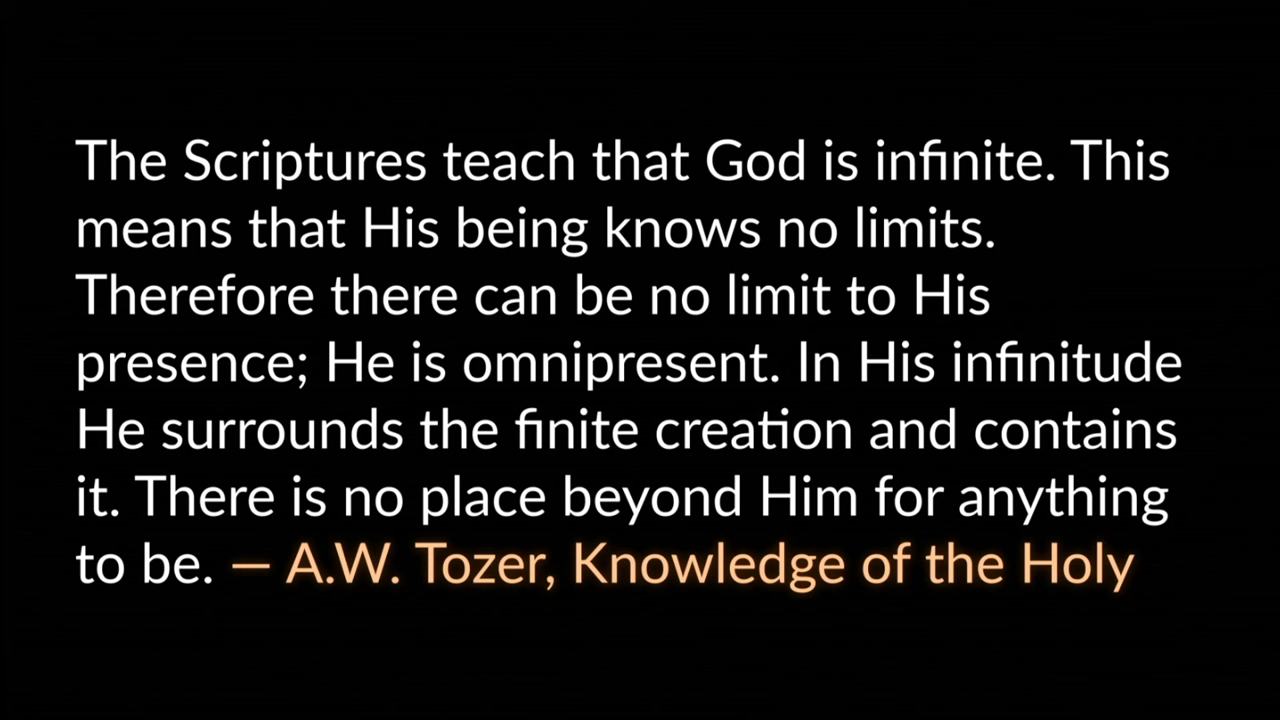 The Scriptures teach that God is infinite. This
means that His being knows no limits.
Therefore there can be no limit to His
presence; He is omnipresent. In His infinitude
He surrounds the finite creation and contains
it. There is no place beyond Him for anything
to be. — A.W. Tozer, Knowledge of the Holy